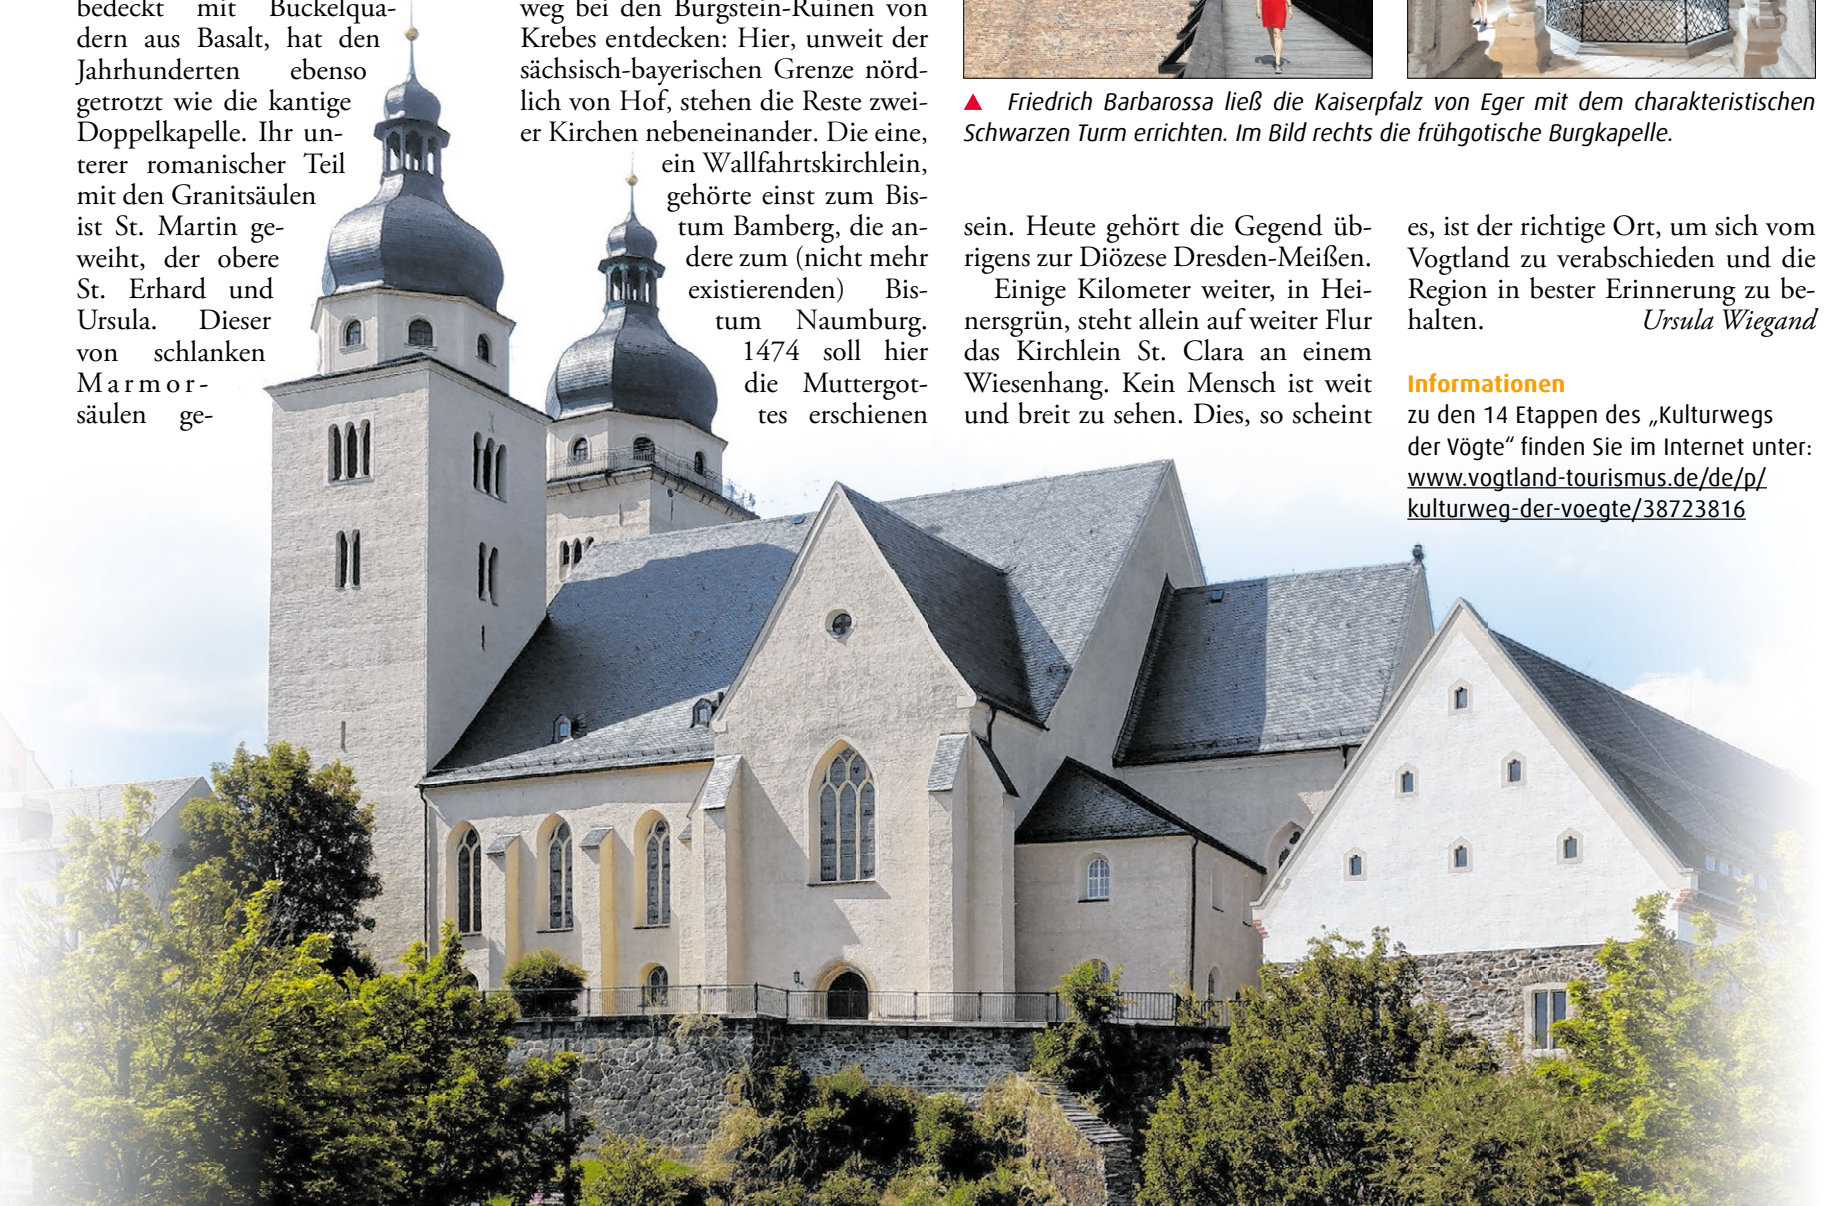 bedeckt mit Buckelqua-
dern aus Basalt, hat den
Jahrhunderten ebenso
getrotzt wie die kantige
Doppelkapelle. Ihr un-
terer romanischer Teil
mit den Granitsäulen
ist St. Martin ge-
weiht, der obere
St. Erhard und
Ursula. Dieser
von schlanken
Marmor-
säulen ge-
weg bei den Burgstein-Ruinen von
Krebes entdecken: Hier, unweit der
sächsisch-bayerischen Grenze nörd-
lich von Hof, stehen die Reste zwei-
er Kirchen nebeneinander. Die eine,
ein Wallfahrtskirchlein,
gehörte einst zum Bis-
tum Bamberg, die an-
dere zum (nicht mehr
existierenden) Bis-
tum Naumburg.
1474 soll hier
die Muttergot-
tes erschienen
▲ Friedrich Barbarossa ließ die Kaiserpfalz von Eger mit dem charakteristischen
Schwarzen Turm errichten. Im Bild rechts die frühgotische Burgkapelle.
sein. Heute gehört die Gegend üb-
rigens zur Diözese Dresden-Meißen.
Einige Kilometer weiter, in Hei-
nersgrün, steht allein auf weiter Flur
das Kirchlein St. Clara an einem
Wiesenhang. Kein Mensch ist weit
und breit zu sehen. Dies, so scheint
es, ist der richtige Ort, um sich vom
Vogtland zu verabschieden und die
Region in bester Erinnerung zu be-
halten. Ursula Wiegand
Informationen
zu den 14 Etappen des „Kulturwegs
der Vögte“ finden Sie im Internet unter:
www.vogtland-tourismus.de/de/p/
kulturweg-der-voegte/38723816